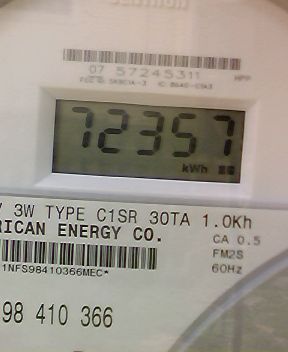 07 57245311
HPP
72357
kWh
V 3W TYPE C1SR 30TA 1.0Kh
RICAN ENERGY CO.
CA 0.5
FM2S
60Hz
1NFS98410366MEC*
98 410 366